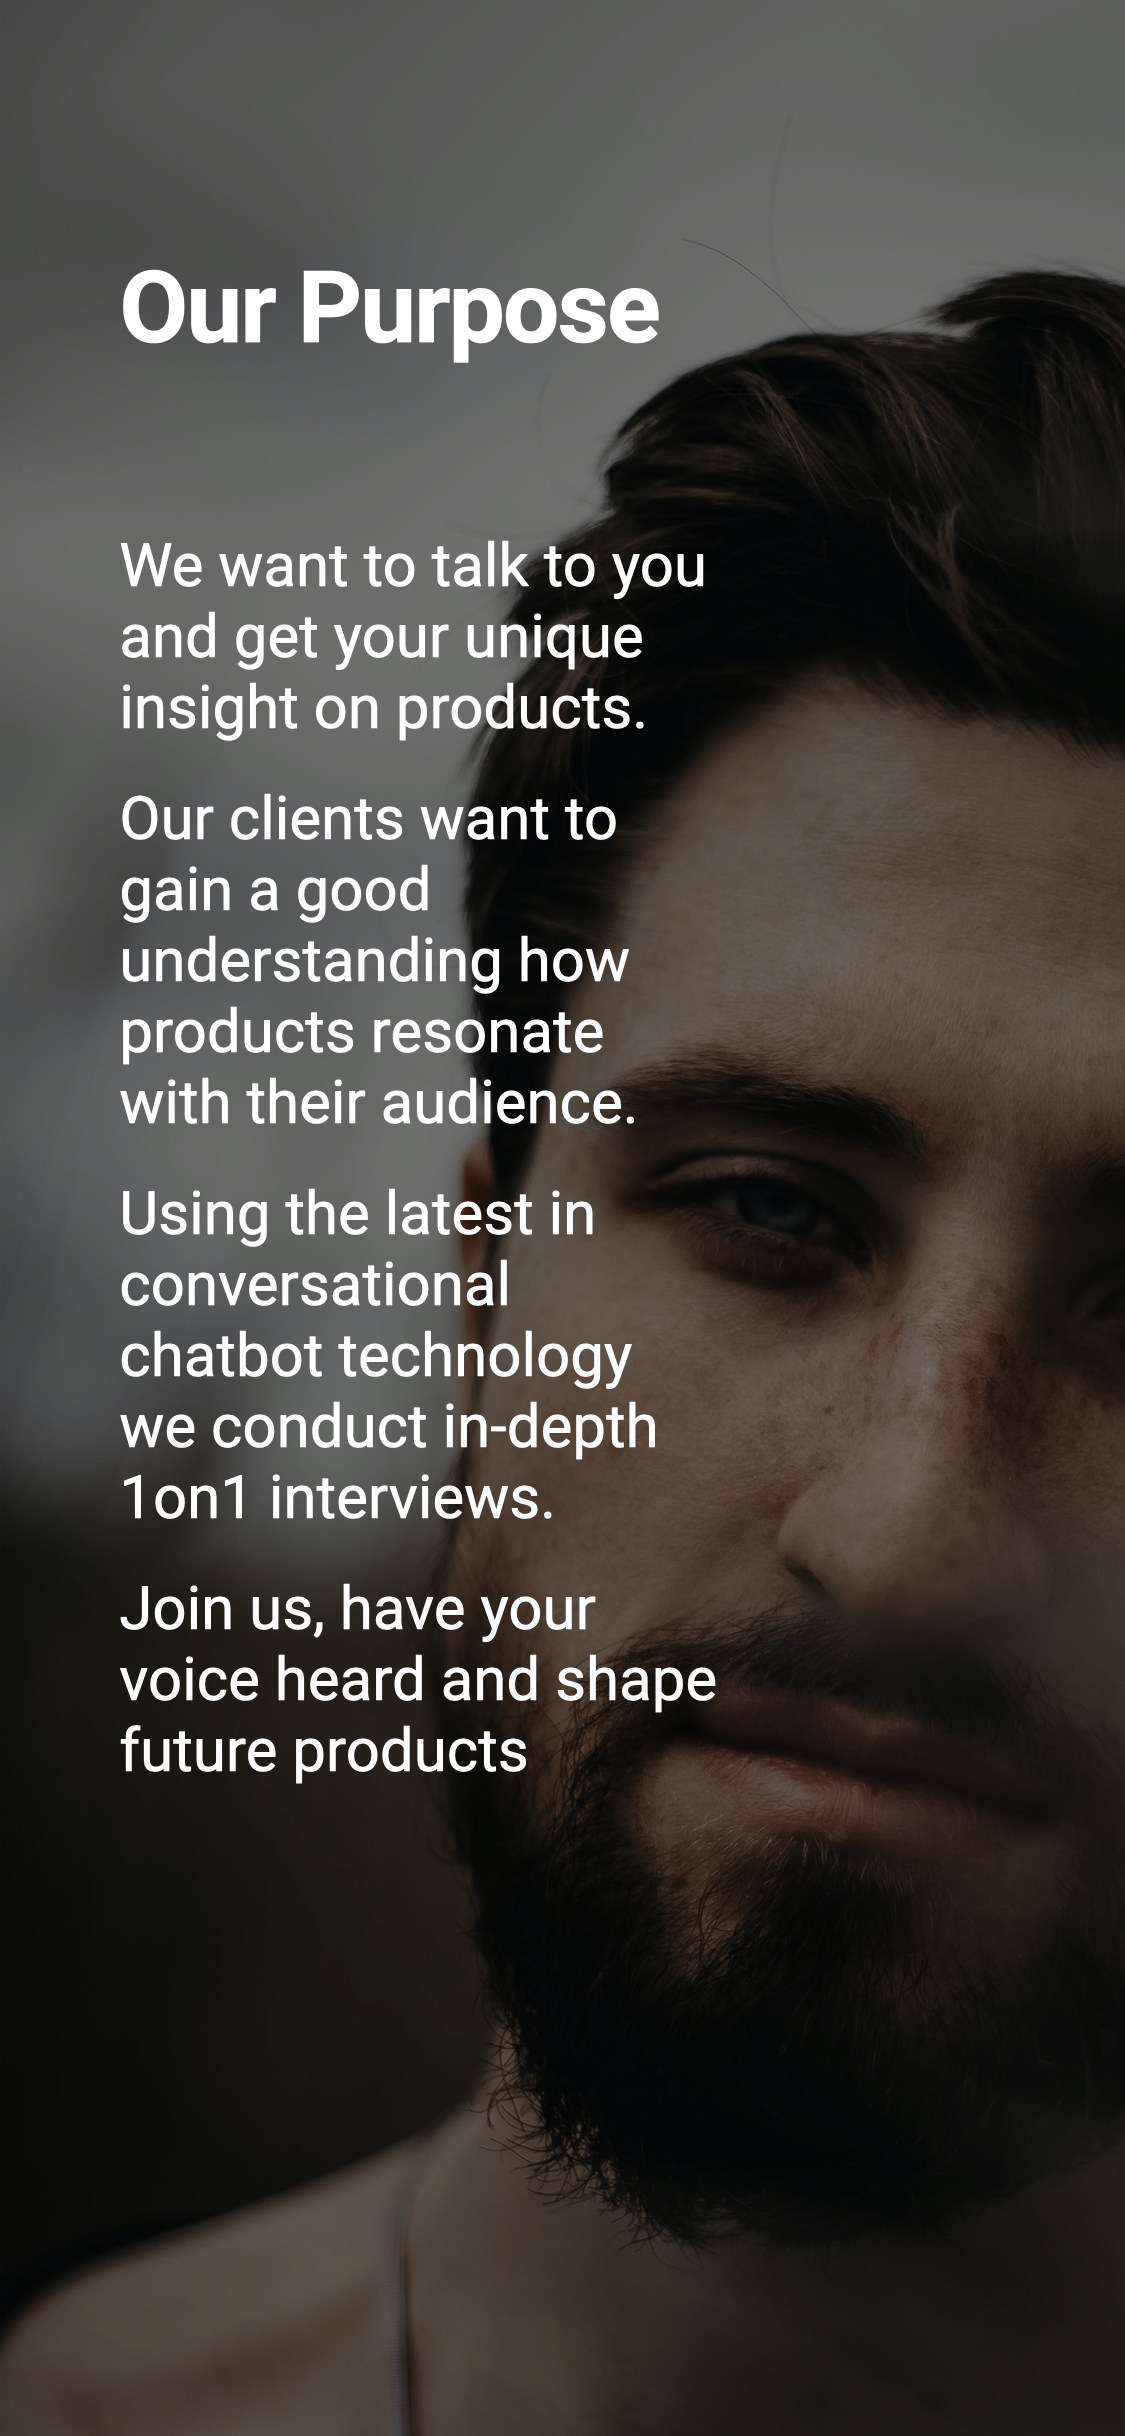 Our Purpose
We want to talk to you
and get your unique
insight on products.
Our clients want to
gain a good
understanding how
products resonate
with their audience.
Using the latest in
conversational
chatbot technology
we conduct in-depth
1on1 interviews.
Join us, have your
voice heard and shape
future products